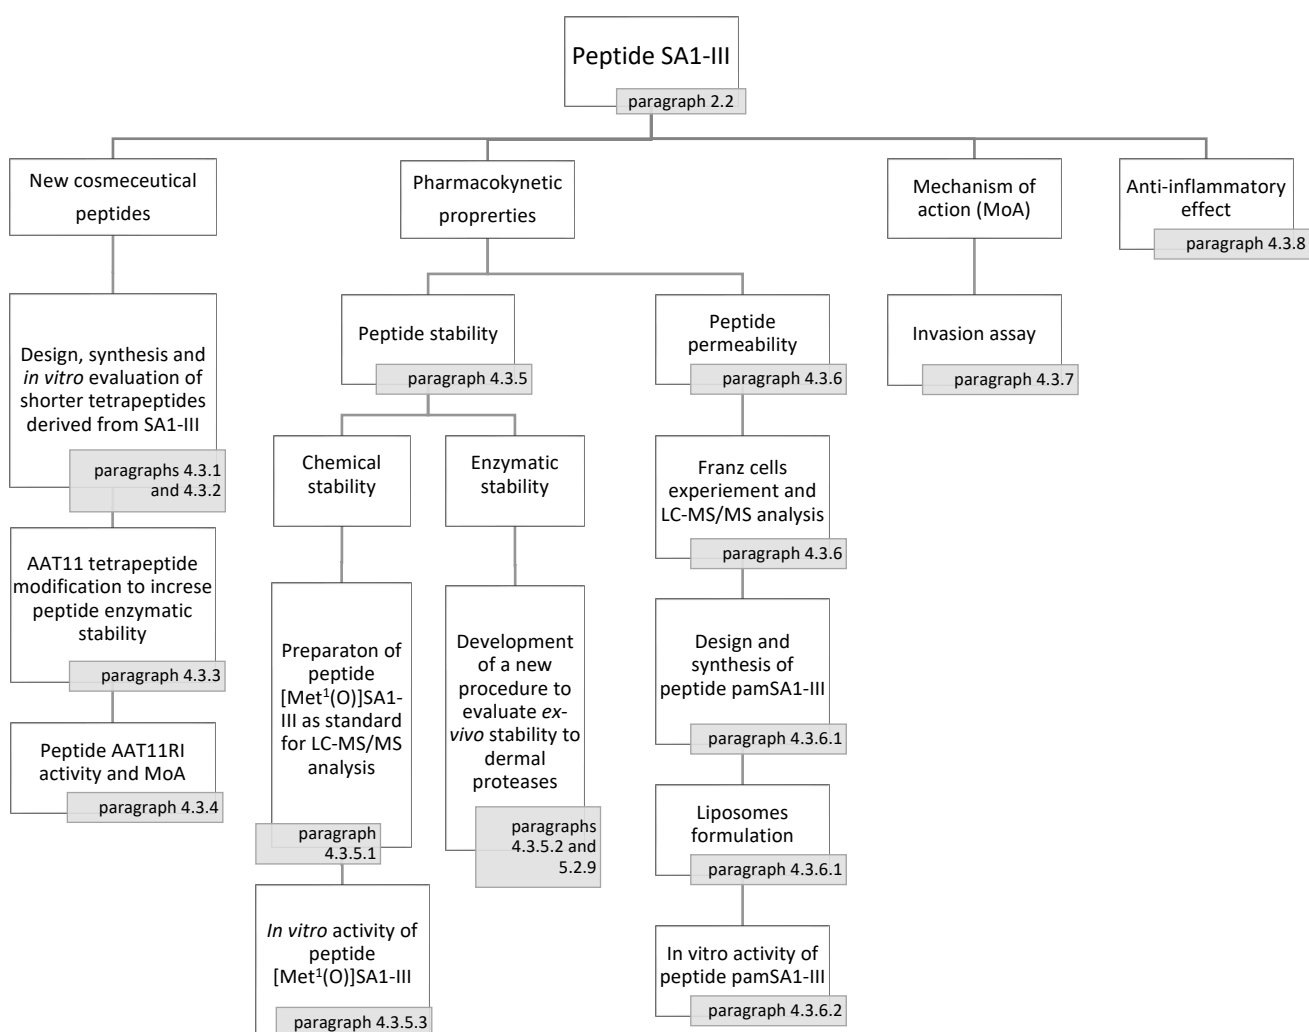 Peptide SA1-III
paragraph 2.2
New cosmeceutical
peptides
Design, synthesis and
in vitro evaluation of
shorter tetrapeptides
derived from SA1-III
paragraphs 4.3.1
and 4.3.2
AAT11 tetrapeptide
modification to increse
peptide enzymatic
stability
paragraph 4.3.3
Peptide AAT11RI
activity and MoA
paragraph 4.3.4
Pharmacokynetic
proprerties
Peptide stability
paragraph 4.3.5
Chemical
stability
Preparaton of
peptide
[Met¹(O)]SA1-
III as standard
for LC-MS/MS
analysis
paragraph
4.3.5.1
In vitro activity of
peptide
[Met¹(O)]SA1-III
paragraph 4.3.5.3
Enzymatic
stability
Development
of a new
procedure to
evaluate ex-
vivo stability to
dermal
proteases
paragraphs
4.3.5.2 and
5.2.9
Peptide
permeability
paragraph 4.3.6
Franz cells
experiement and
LC-MS/MS analysis
paragraph 4.3.6
Design and
synthesis of
peptide pamSA1-III
paragraph 4.3.6.1
Liposomes
formulation
paragraph 4.3.6.1
In vitro activity of
peptide pamSA1-III
paragraph 4.3.6.2
Mechanism of
action (MoA)
Invasion assay
paragraph 4.3.7
Anti-inflammatory
effect
paragraph 4.3.8